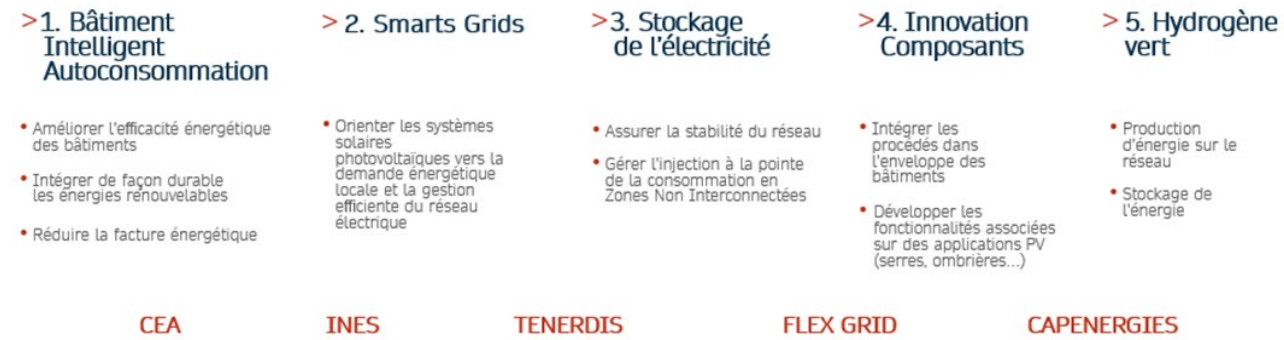 >1. Bâtiment
Intelligent
Autoconsommation
• Améliorer l'efficacité énergétique
des bâtiments
• Intégrer de façon durable
les énergies renouvelables
• Réduire la facture énergétique
> 2. Smarts Grids
• Orienter les systèmes
solaires
photovoltaïques vers la
demande énergétique
locale et la gestion
efficiente du réseau
électrique
>3. Stockage
de l'électricité
• Assurer la stabilité du réseau
• Gérer l'injection à la pointe
de la consommation en
Zones Non Interconnectées
>4. Innovation
Composants
• Intégrer les
procédés dans
l'enveloppe des
bâtiments
• Développer les
fonctionnalités associées
sur des applications PV
(serres, ombrières...)
> 5. Hydrogène
vert
• Production
d'énergie sur le
réseau
• Stockage de
l'énergie
CEA
INES
TENERDIS
FLEX GRID
CAPENERGIES